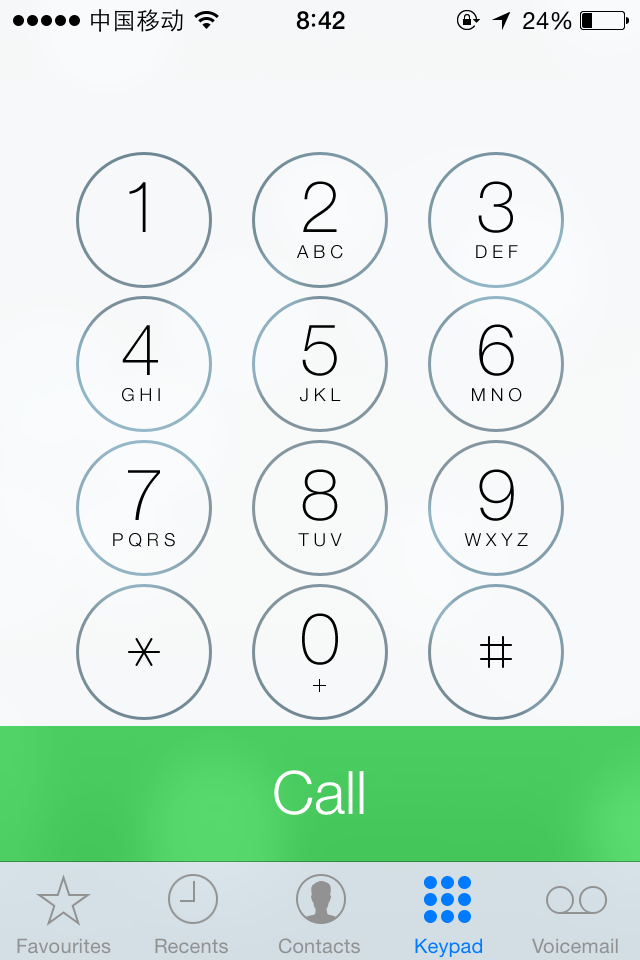 中国移动 8:42 24%
1 2 3
ABC DEF
4 5 6
GHI JKL MNO
7 8 9
PQRS TUV WXYZ
* 0 #
+
Call
Favourites Recents Contacts Keypad Voicemail